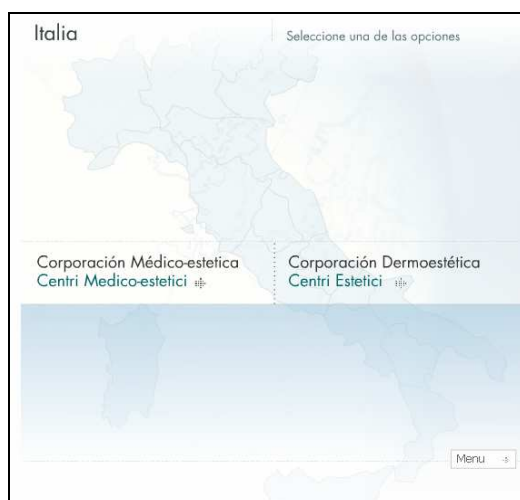 Italia
Seleccione una de las opciones
Corporación Médico-estetica
Centri Medico-estetici
Corporación Dermoestética
Centri Estetici
Menu